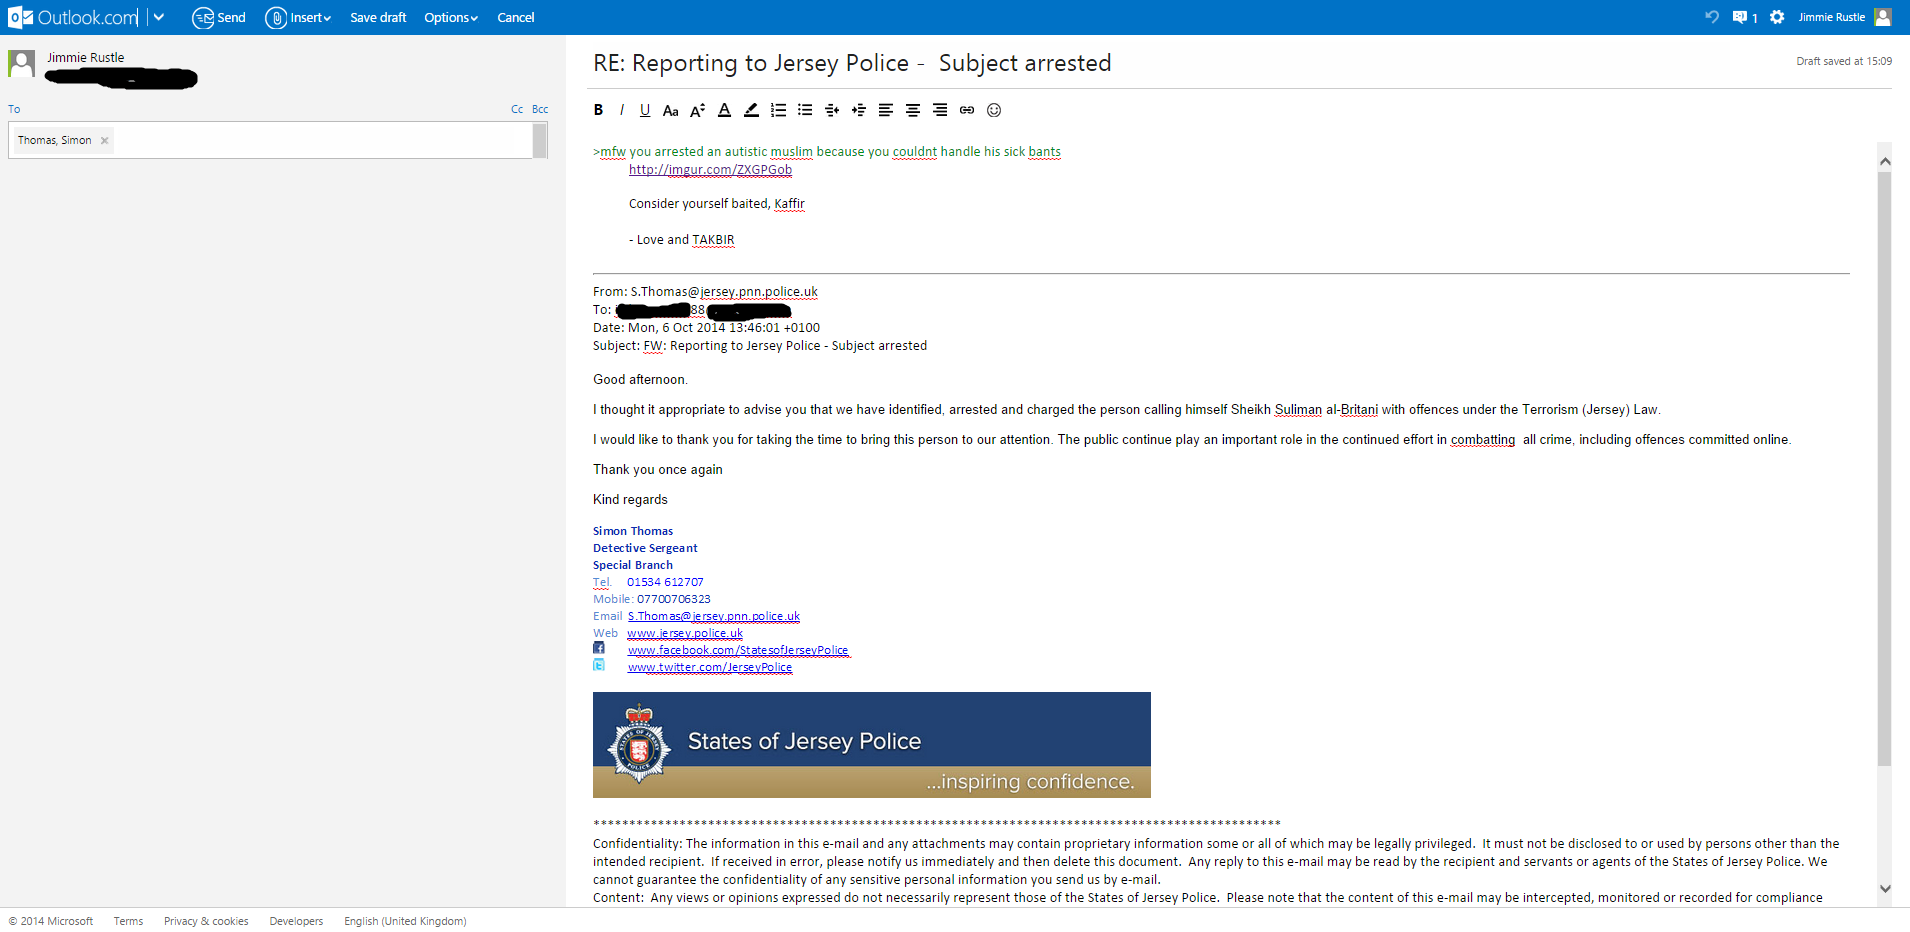 Outlook.com
Send
Insert
Save draft
Options
Cancel
1
Jimmie Rustle
Jimmie Rustle
To
Cc Bcc
Thomas, Simon ×
RE: Reporting to Jersey Police -  Subject arrested
Draft saved at 15:09
B I U Aa A A
>mfw you arrested an autistic muslim because you couldnt handle his sick bants
http://imgur.com/ZXGPGob
Consider yourself baited, Kaffir
- Love and TAKBIR
From: S.Thomas@jersey.pnn.police.uk
To: 88
Date: Mon, 6 Oct 2014 13:46:01 +0100
Subject: FW: Reporting to Jersey Police - Subject arrested
Good afternoon.
I thought it appropriate to advise you that we have identified, arrested and charged the person calling himself Sheikh Suliman al-Britani with offences under the Terrorism (Jersey) Law.
I would like to thank you for taking the time to bring this person to our attention. The public continue play an important role in the continued effort in combatting  all crime, including offences committed online.
Thank you once again
Kind regards
Simon Thomas
Detective Sergeant
Special Branch
Tel. 01534 612707
Mobile: 07700706323
Email S.Thomas@jersey.pnn.police.uk
Web www.jersey.police.uk
www.facebook.com/StatesofJerseyPolice
www.twitter.com/JerseyPolice
STATES OF JERSEY
POLICE
States of Jersey Police
...inspiring confidence.
************************************************************************************************
Confidentiality: The information in this e-mail and any attachments may contain proprietary information some or all of which may be legally privileged.  It must not be disclosed to or used by persons other than the
intended recipient.  If received in error, please notify us immediately and then delete this document.  Any reply to this e-mail may be read by the recipient and servants or agents of the States of Jersey Police. We
cannot guarantee the confidentiality of any sensitive personal information you send us by e-mail.
Content:  Any views or opinions expressed do not necessarily represent those of the States of Jersey Police.  Please note that the content of this e-mail may be intercepted, monitored or recorded for compliance
© 2014 Microsoft
Terms
Privacy & cookies
Developers
English (United Kingdom)